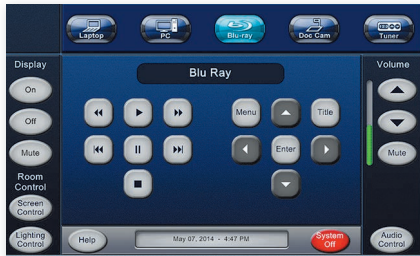 Laptop
PC
Blu-ray
Doc Cam
Tuner
Display
Blu Ray
Volume
On
Menu
Title
Off
Enter
Mute
Mute
Room
Control
Screen
Control
Lighting
Control
Help
May 07, 2014 - 4:47 PM
System
Off
Audio
Control